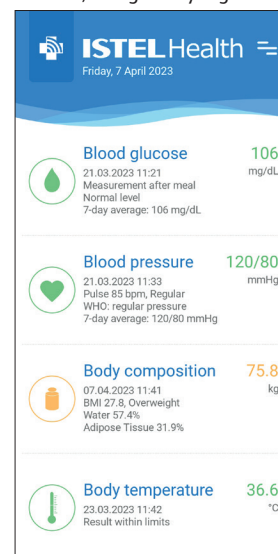 ISTEL Health
Friday, 7 April 2023
Blood glucose 106
21.03.2023 11:21 mg/dL
Measurement after meal
Normal level
7-day average: 106 mg/dL
Blood pressure 120/80
21.03.2023 11:33 mmHg
Pulse 85 bpm, Regular
WHO: regular pressure
7-day average: 120/80 mmHg
Body composition 75.8
07.04.2023 11:41 kg
BMI 27.8, Overweight
Water 57.4%
Adipose Tissue 31.9%
Body temperature 36.6
23.03.2023 11:42 °C
Result within limits